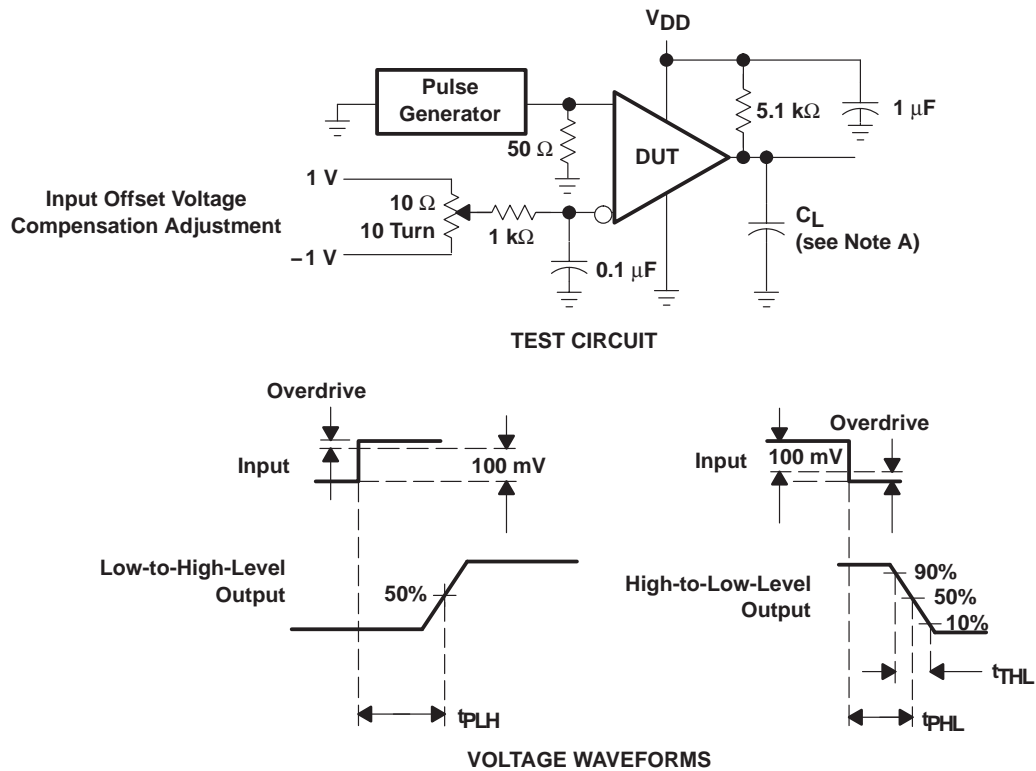 VDD
Pulse
Generator
5.1 kΩ
1 μF
50 Ω
DUT
1 V
Input Offset Voltage
Compensation Adjustment
10 Ω
10 Turn
1 kΩ
CL
(see Note A)
−1 V
0.1 μF
TEST CIRCUIT
Overdrive
Input
100 mV
Low-to-High-Level
Output
50%
tPLH
Overdrive
Input
100 mV
High-to-Low-Level
Output
90%
50%
10%
tTHL
tPHL
VOLTAGE WAVEFORMS